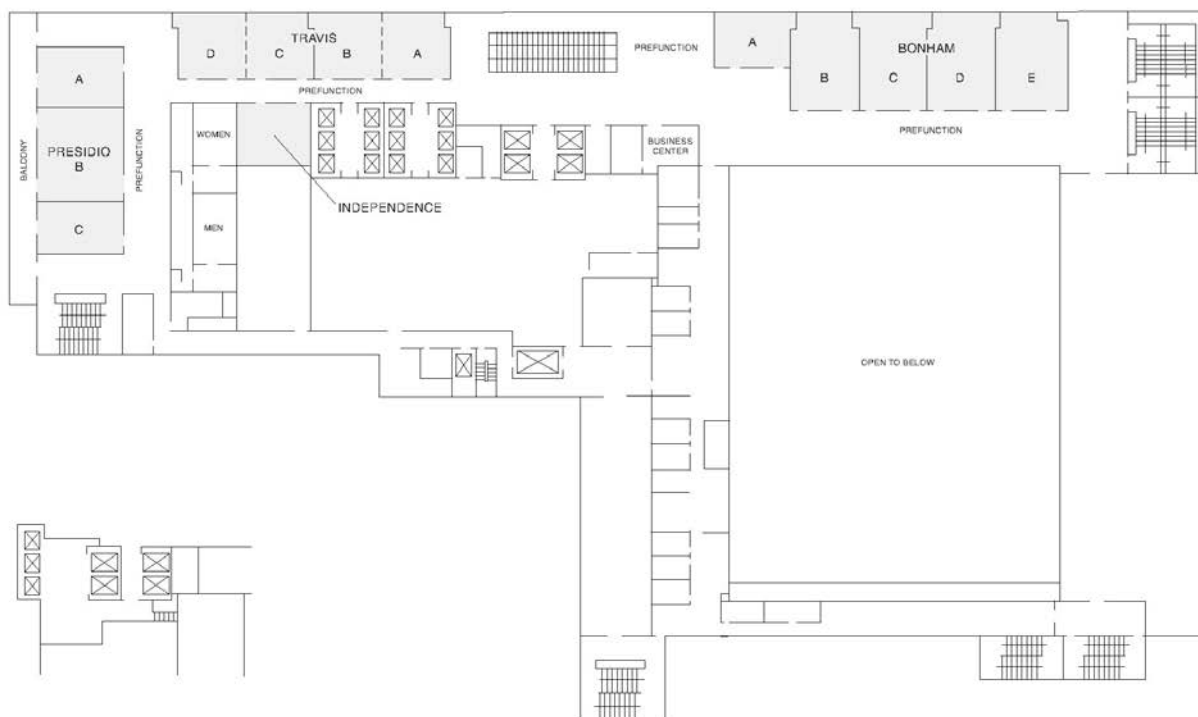 TRAVIS
D C B A
PREFUNCTION
A
BONHAM
B C D E
PREFUNCTION
PREFUNCTION
BALCONY
A
PRESIDIO
B
C
PREFUNCTION
WOMEN
MEN
INDEPENDENCE
BUSINESS
CENTER
OPEN TO BELOW